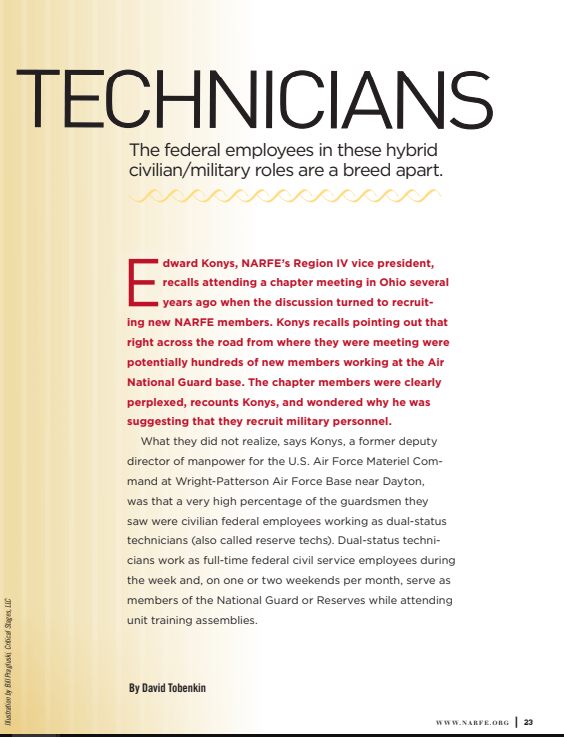 TECHNICIANS
The federal employees in these hybrid
civilian/military roles are a breed apart.
Edward Konys, NARFE's Region IV vice president,
recalls attending a chapter meeting in Ohio several
years ago when the discussion turned to recruit-
ing new NARFE members. Konys recalls pointing out that
right across the road from where they were meeting were
potentially hundreds of new members working at the Air
National Guard base. The chapter members were clearly
perplexed, recounts Konys, and wondered why he was
suggesting that they recruit military personnel.
What they did not realize, says Konys, a former deputy
director of manpower for the U.S. Air Force Materiel Com-
mand at Wright-Patterson Air Force Base near Dayton,
was that a very high percentage of the guardsmen they
saw were civilian federal employees working as dual-status
technicians (also called reserve techs). Dual-status techni-
cians work as full-time federal civil service employees during
the week and, on one or two weekends per month, serve as
members of the National Guard or Reserves while attending
unit training assemblies.
By David Tobenkin
Illustration by Bill Pragluski, Critical Stages, LLC
WWW.NARFE.ORG | 23